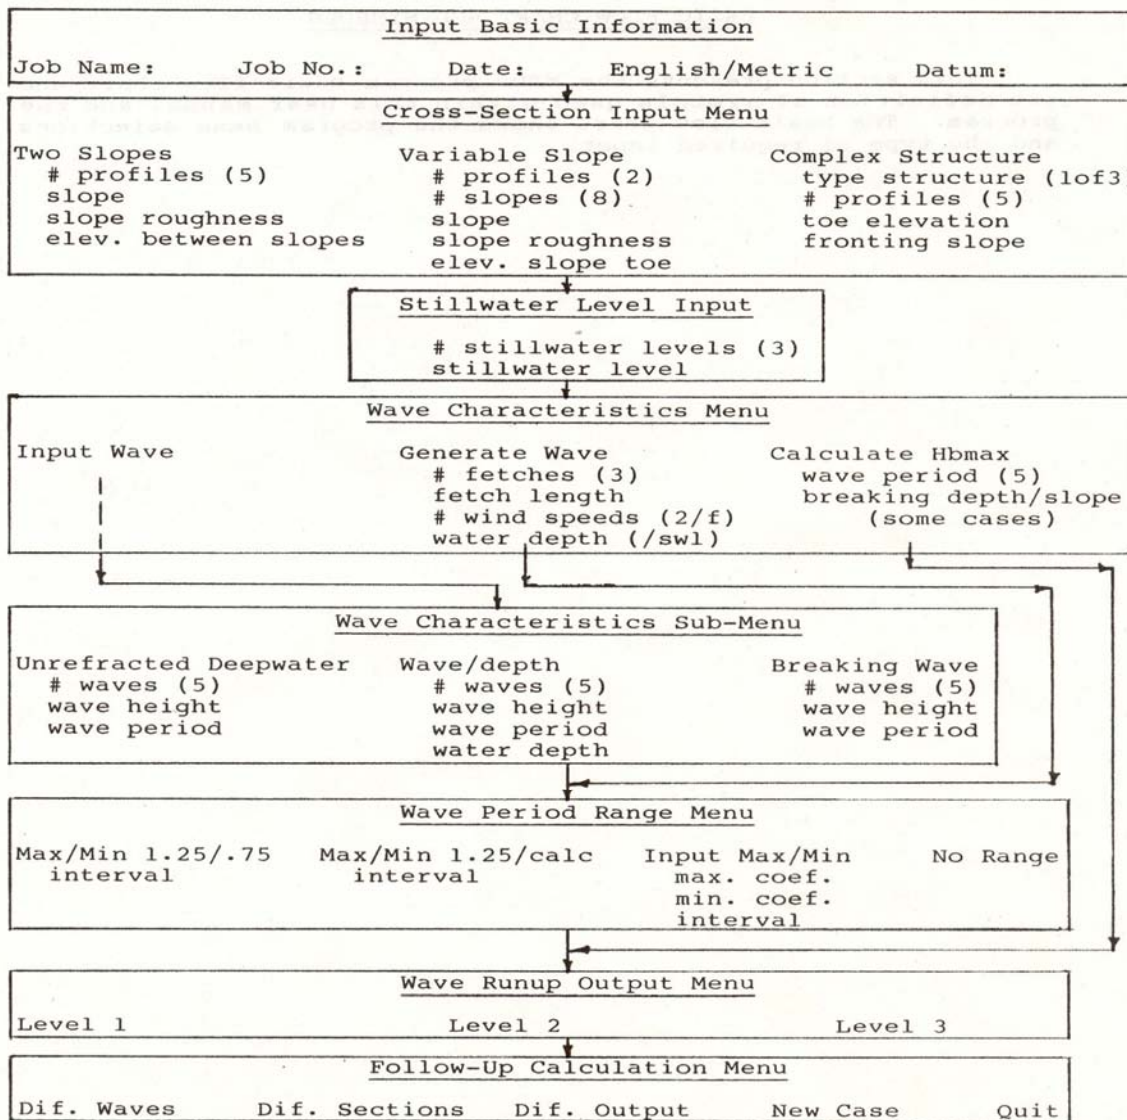 Input Basic Information
Job Name: Job No.: Date: English/Metric Datum:
Cross-Section Input Menu
Two Slopes
# profiles (5)
slope
slope roughness
elev. between slopes
Variable Slope
# profiles (2)
# slopes (8)
slope
slope roughness
elev. slope toe
Complex Structure
type structure (1of3
# profiles (5)
toe elevation
fronting slope
Stillwater Level Input
# stillwater levels (3)
stillwater level
Wave Characteristics Menu
Input Wave
Generate Wave
# fetches (3)
fetch length
# wind speeds (2/f)
water depth (/swl)
Calculate Hbmax
wave period (5)
breaking depth/slope
(some cases)
Wave Characteristics Sub-Menu
Unrefracted Deepwater
# waves (5)
wave height
wave period
Wave/depth
# waves (5)
wave height
wave period
water depth
Breaking Wave
# waves (5)
wave height
wave period
Wave Period Range Menu
Max/Min 1.25/.75
interval
Max/Min 1.25/calc
interval
Input Max/Min
max. coef.
min. coef.
interval
No Range
Wave Runup Output Menu
Level 1 Level 2 Level 3
Follow-Up Calculation Menu
Dif. Waves Dif. Sections Dif. Output New Case Quit